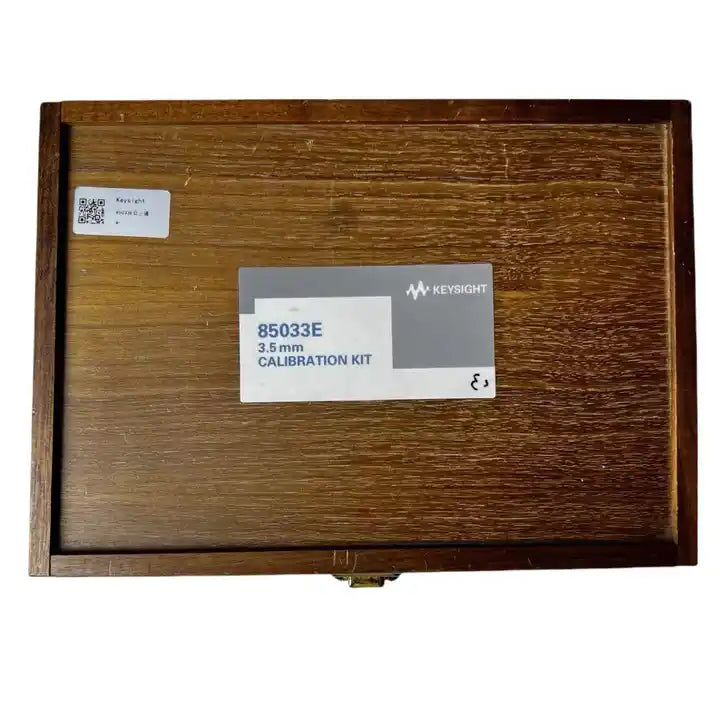 Keysight
KEYSIGHT
85033E
3.5 mm
CALIBRATION KIT